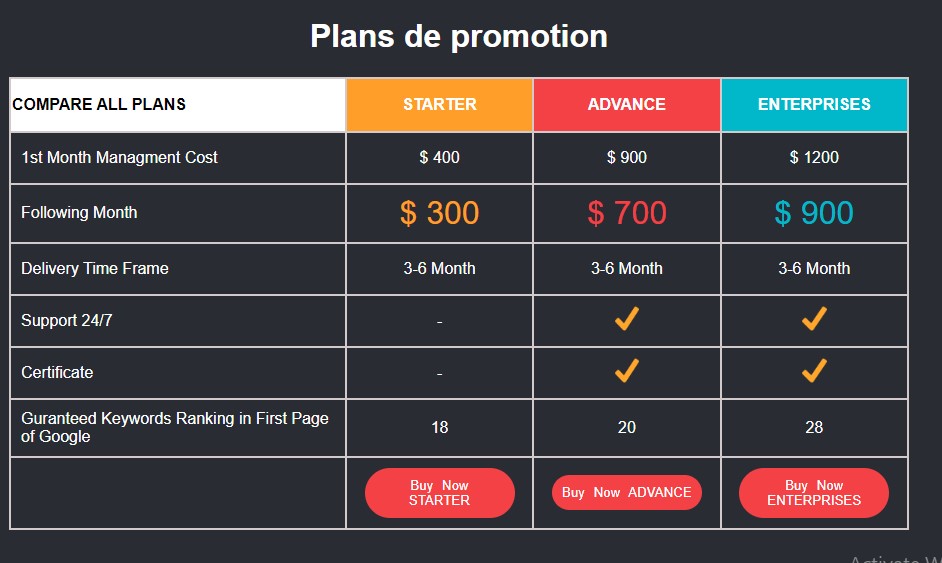 Plans de promotion
COMPARE ALL PLANS STARTER ADVANCE ENTERPRISES
1st Month Managment Cost $ 400 $ 900 $ 1200
Following Month $ 300 $ 700 $ 900
Delivery Time Frame 3-6 Month 3-6 Month 3-6 Month
Support 24/7 -
Certificate -
Guranteed Keywords Ranking in First Page
of Google 18 20 28
Buy Now
STARTER
Buy Now ADVANCE
Buy Now
ENTERPRISES
Activate W